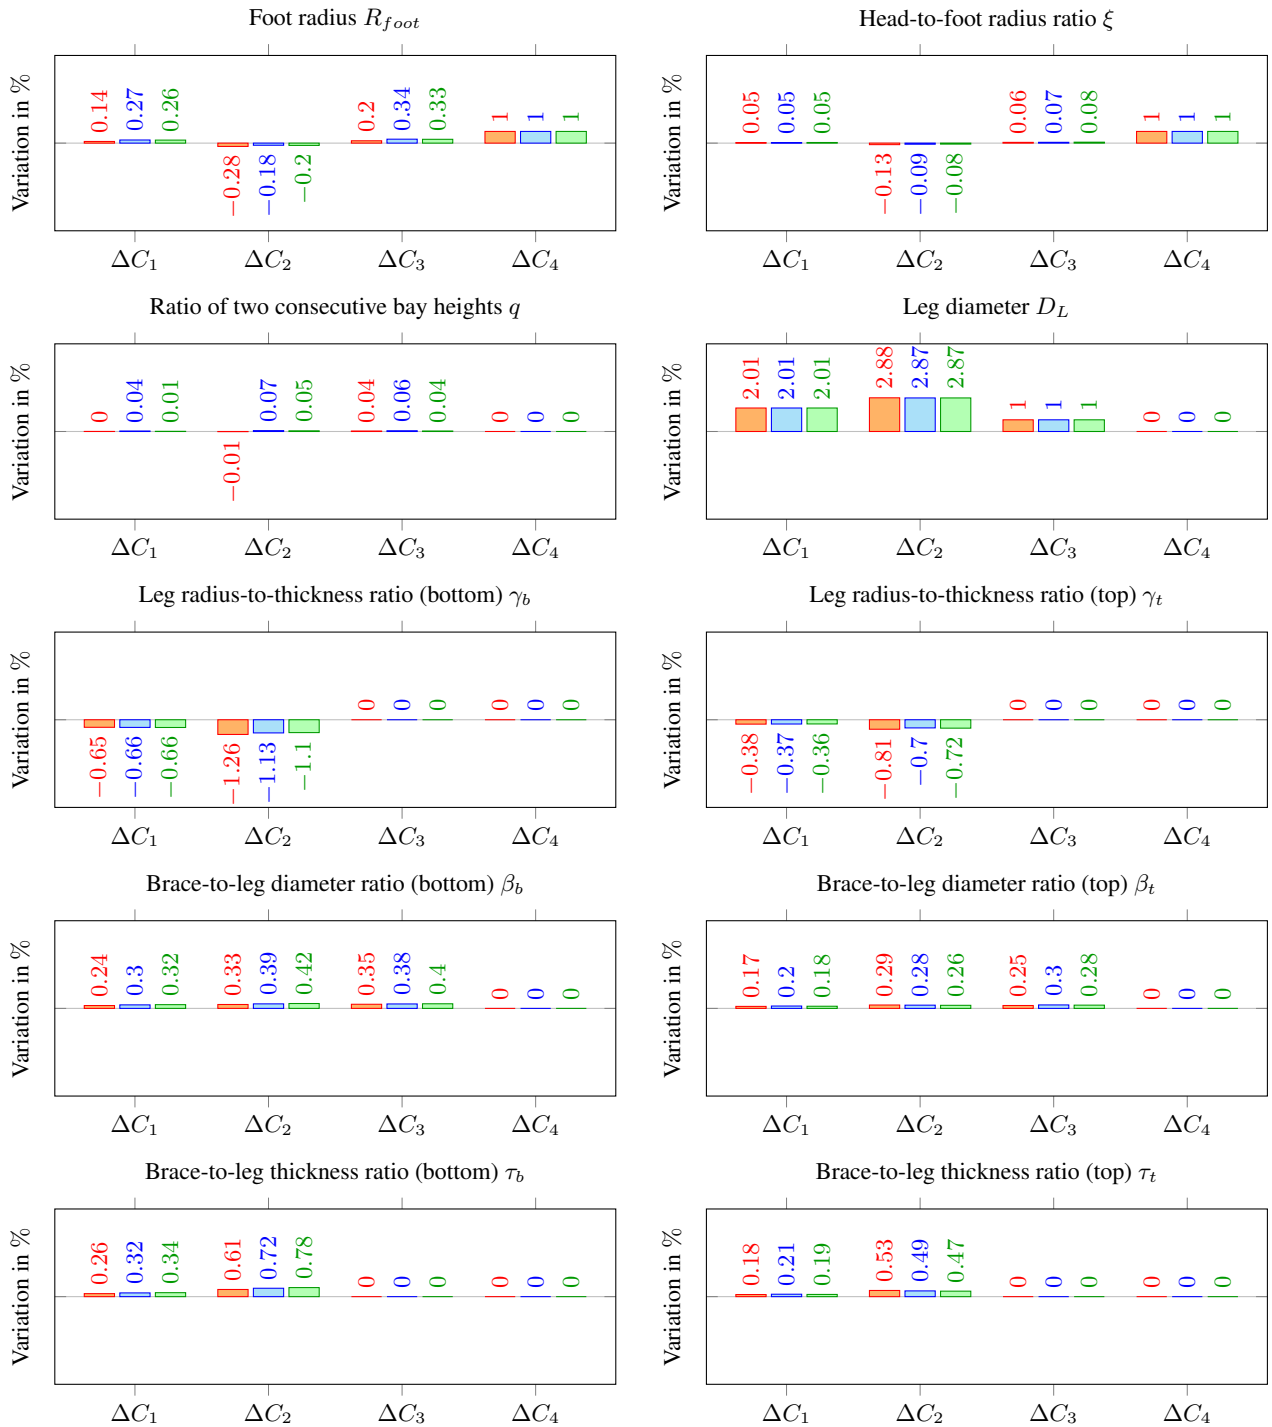 Foot radius R_foot
Variation in %
0.14 0.27 0.26 −0.28 −0.18 −0.2 0.2 0.34 0.33 1 1 1
ΔC₁ ΔC₂ ΔC₃ ΔC₄
Head-to-foot radius ratio ξ
Variation in %
0.05 0.05 0.05 −0.13 −0.09 −0.08 0.06 0.07 0.08 1 1 1
ΔC₁ ΔC₂ ΔC₃ ΔC₄
Ratio of two consecutive bay heights q
Variation in %
0 0.04 0.01 −0.01 0.07 0.05 0.04 0.06 0.04 0 0 0
ΔC₁ ΔC₂ ΔC₃ ΔC₄
Leg diameter D_L
Variation in %
2.01 2.01 2.01 2.88 2.87 2.87 1 1 1 0 0 0
ΔC₁ ΔC₂ ΔC₃ ΔC₄
Leg radius-to-thickness ratio (bottom) γ_b
Variation in %
−0.65 −0.66 −0.66 −1.26 −1.13 −1.1 0 0 0 0 0 0
ΔC₁ ΔC₂ ΔC₃ ΔC₄
Leg radius-to-thickness ratio (top) γ_t
Variation in %
−0.38 −0.37 −0.36 −0.81 −0.7 −0.72 0 0 0 0 0 0
ΔC₁ ΔC₂ ΔC₃ ΔC₄
Brace-to-leg diameter ratio (bottom) β_b
Variation in %
0.24 0.3 0.32 0.33 0.39 0.42 0.35 0.38 0.4 0 0 0
ΔC₁ ΔC₂ ΔC₃ ΔC₄
Brace-to-leg diameter ratio (top) β_t
Variation in %
0.17 0.2 0.18 0.29 0.28 0.26 0.25 0.3 0.28 0 0 0
ΔC₁ ΔC₂ ΔC₃ ΔC₄
Brace-to-leg thickness ratio (bottom) τ_b
Variation in %
0.26 0.32 0.34 0.61 0.72 0.78 0 0 0 0 0 0
ΔC₁ ΔC₂ ΔC₃ ΔC₄
Brace-to-leg thickness ratio (top) τ_t
Variation in %
0.18 0.21 0.19 0.53 0.49 0.47 0 0 0 0 0 0
ΔC₁ ΔC₂ ΔC₃ ΔC₄